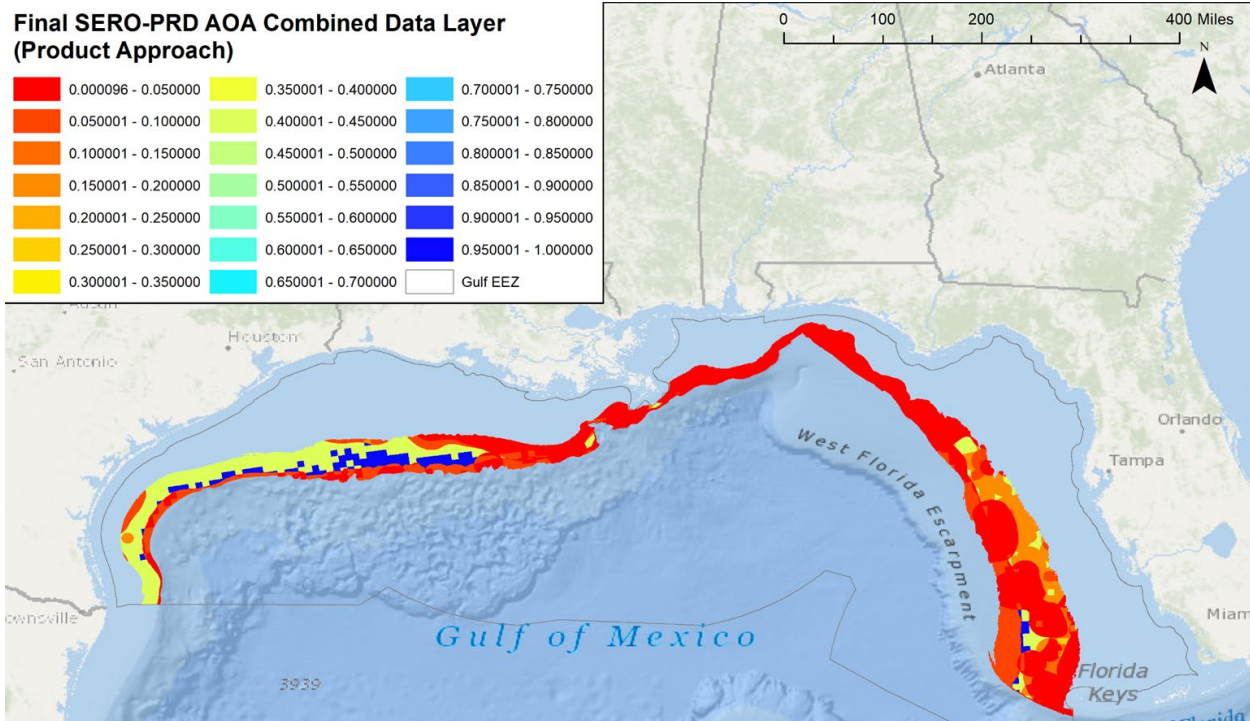 Final SERO-PRD AOA Combined Data Layer
(Product Approach)
0.000096 - 0.050000
0.050001 - 0.100000
0.100001 - 0.150000
0.150001 - 0.200000
0.200001 - 0.250000
0.250001 - 0.300000
0.300001 - 0.350000
0.350001 - 0.400000
0.400001 - 0.450000
0.450001 - 0.500000
0.500001 - 0.550000
0.550001 - 0.600000
0.600001 - 0.650000
0.650001 - 0.700000
0.700001 - 0.750000
0.750001 - 0.800000
0.800001 - 0.850000
0.850001 - 0.900000
0.900001 - 0.950000
0.950001 - 1.000000
Gulf EEZ
0 100 200 400 Miles
N
Atlanta
Houston
San Antonio
Orlando
Tampa
West Florida Escarpment
ownsville
Miam
Gulf of Mexico
3939
Florida
Keys
Florida